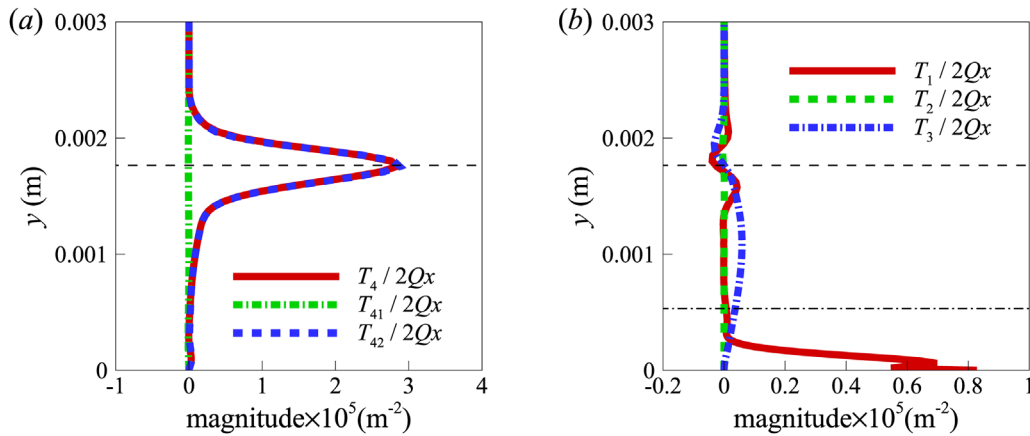 (a)
0.003
0.002
0.001
0
y (m)
T4 / 2Qx
T41 / 2Qx
T42 / 2Qx
-1 0 1 2 3 4
magnitude×10^5(m^-2)
(b)
0.003
0.002
0.001
0
y (m)
T1 / 2Qx
T2 / 2Qx
T3 / 2Qx
-0.2 0 0.2 0.4 0.6 0.8 1
magnitude×10^5(m^-2)